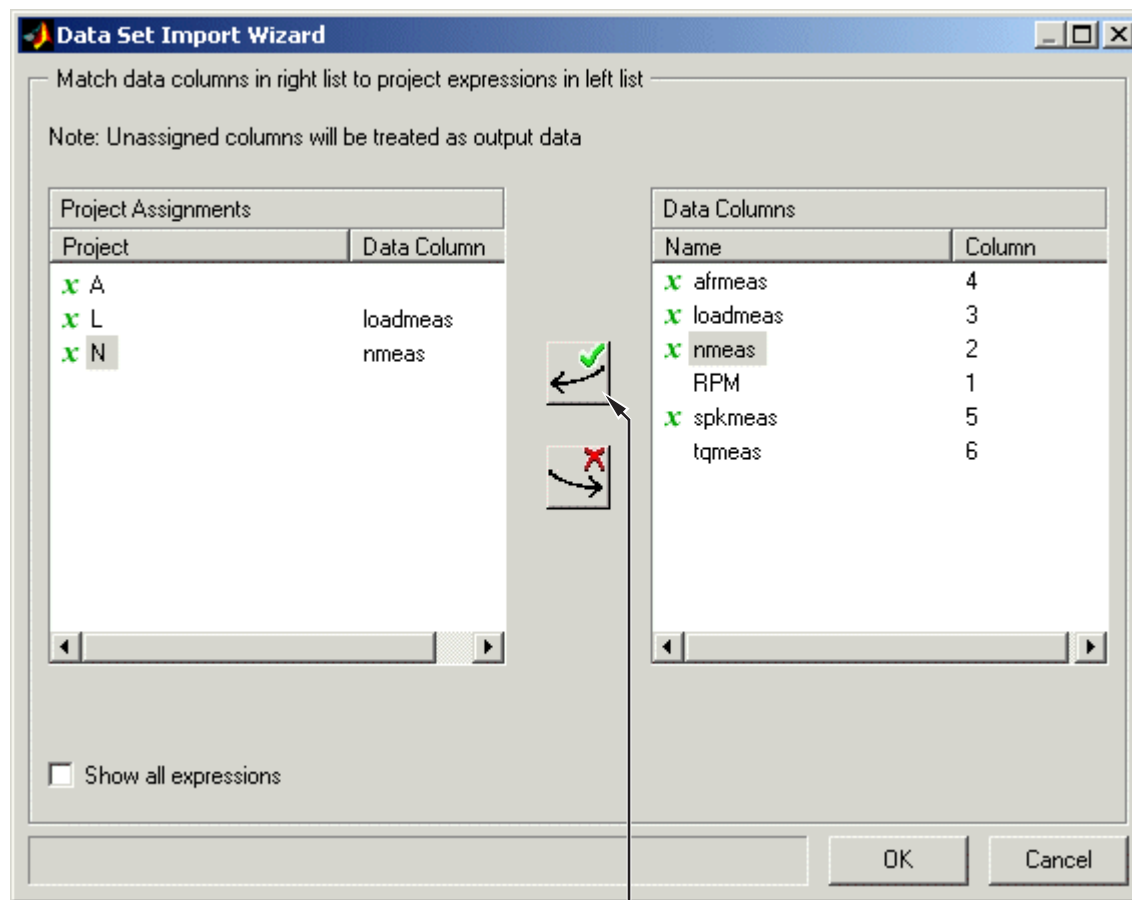 Data Set Import Wizard
Match data columns in right list to project expressions in left list
Note: Unassigned columns will be treated as output data
Project Assignments
Project Data Column
x A
x L loadmeas
x N nmeas
Data Columns
Name Column
x afrmeas 4
x loadmeas 3
x nmeas 2
RPM 1
x spkmeas 5
tqmeas 6
Show all expressions
OK Cancel